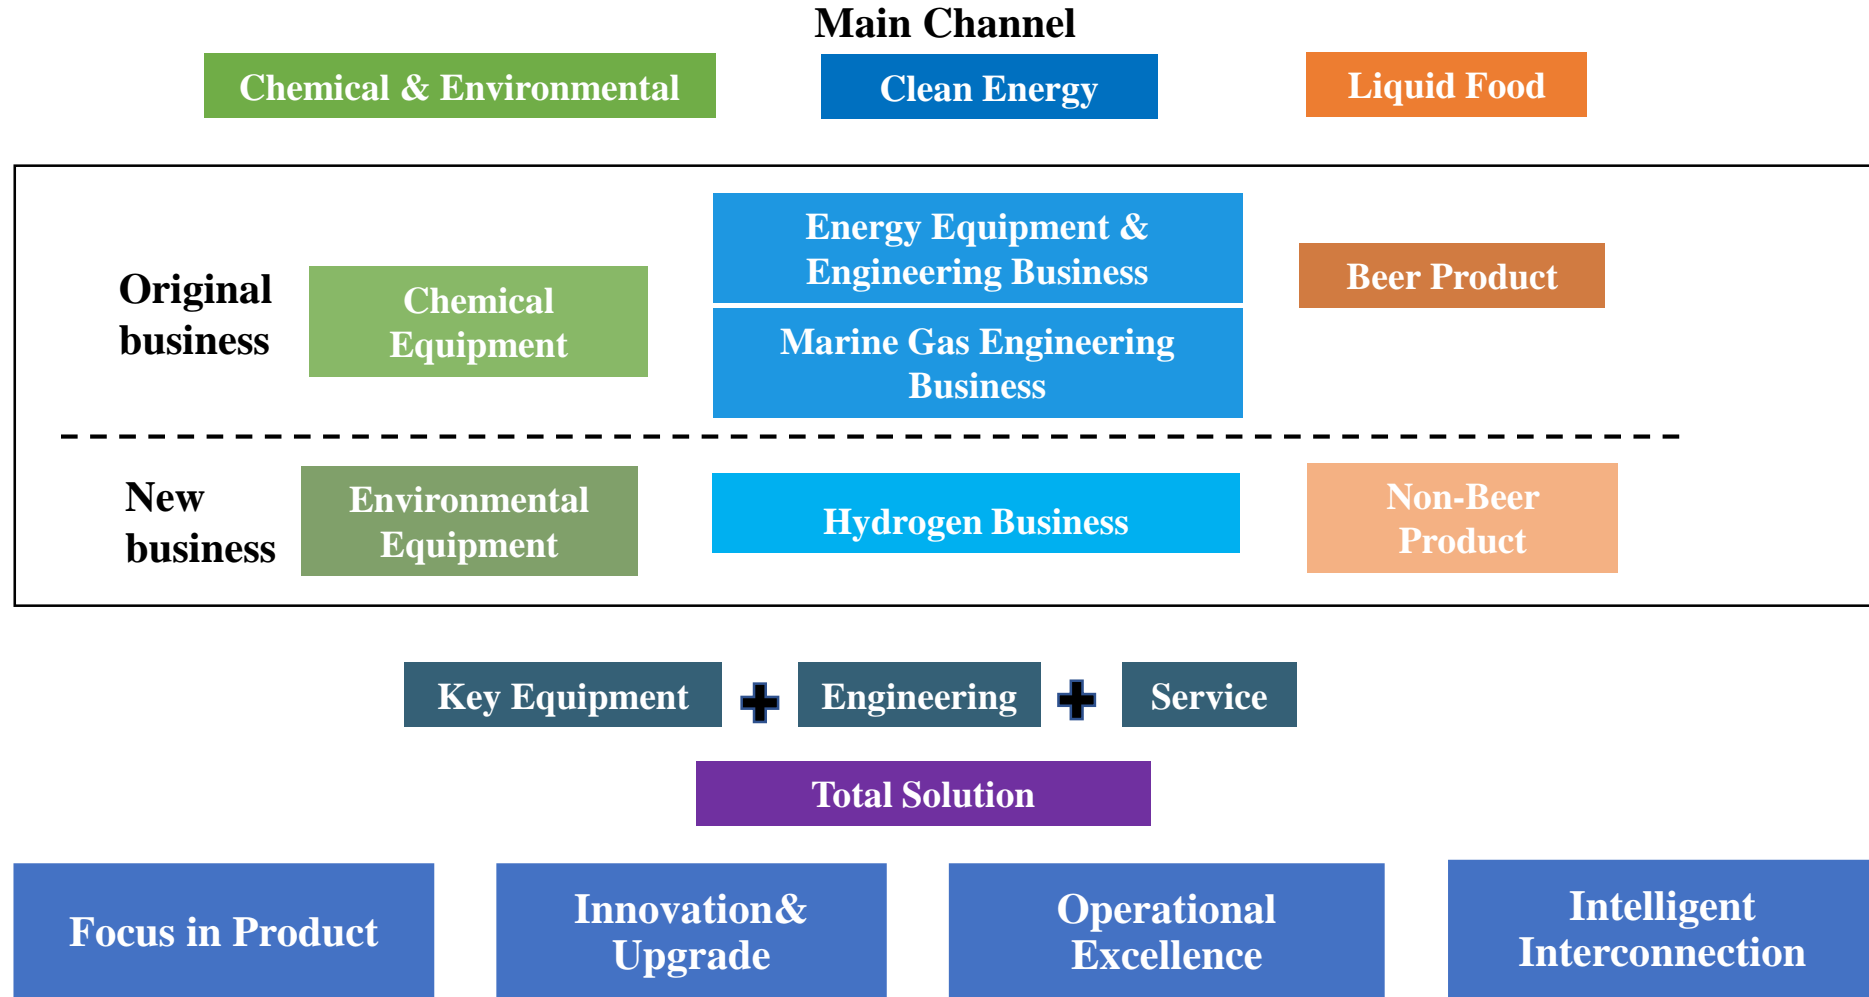 Main Channel
Chemical & Environmental
Clean Energy
Liquid Food
Original
business
Chemical
Equipment
Energy Equipment &
Engineering Business
Marine Gas Engineering
Business
Beer Product
New
business
Environmental
Equipment
Hydrogen Business
Non-Beer
Product
Key Equipment
Engineering
Service
Total Solution
Focus in Product
Innovation&
Upgrade
Operational
Excellence
Intelligent
Interconnection